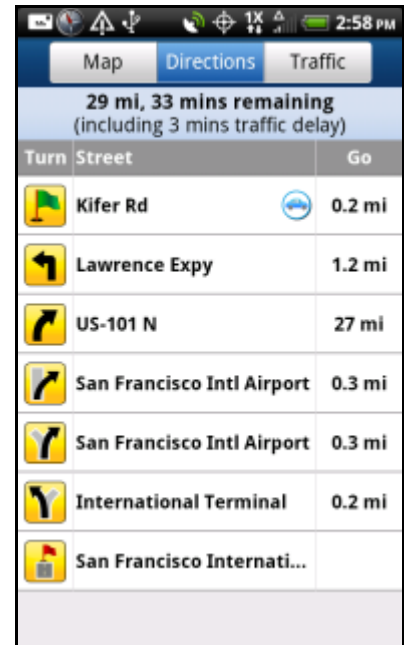 1X
2:58 PM
Map Directions Traffic
29 mi, 33 mins remaining
(including 3 mins traffic delay)
Turn Street Go
Kifer Rd 0.2 mi
Lawrence Expy 1.2 mi
US-101 N 27 mi
San Francisco Intl Airport 0.3 mi
San Francisco Intl Airport 0.3 mi
International Terminal 0.2 mi
San Francisco Internati...